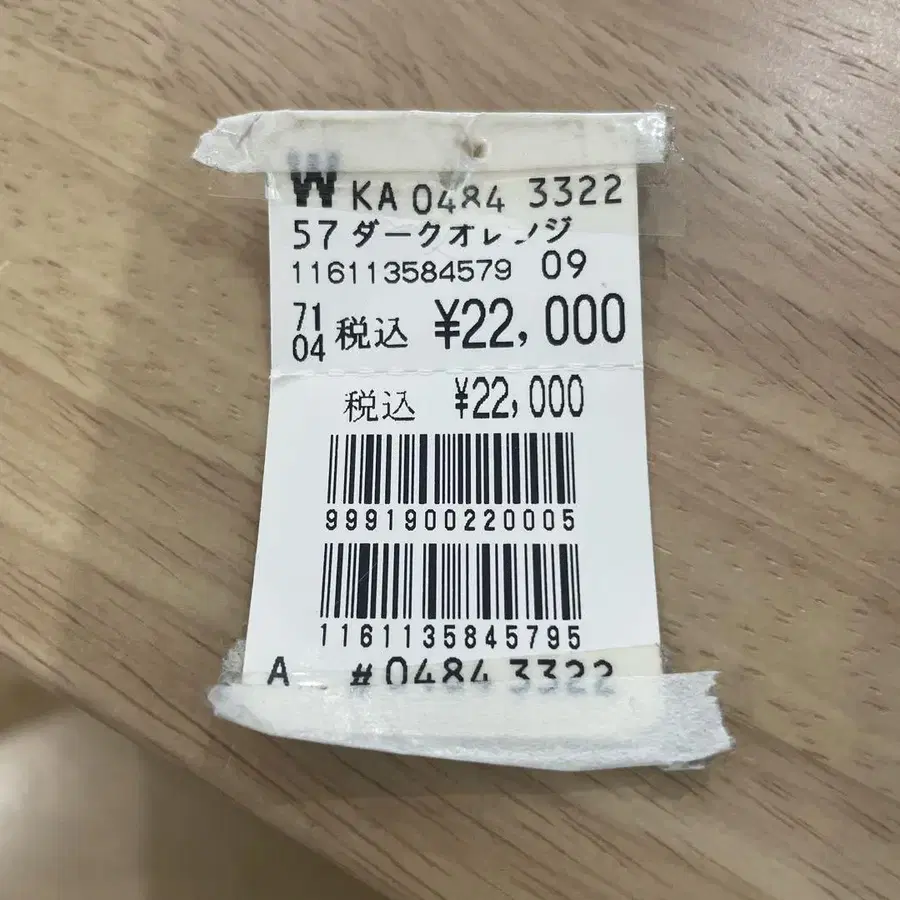 W KA 0484 3322
57 ダークオレンジ
116113584579 09
71 04 税込 ¥22,000
税込 ¥22,000
9991900220005
1161135845795
A #0484 3322